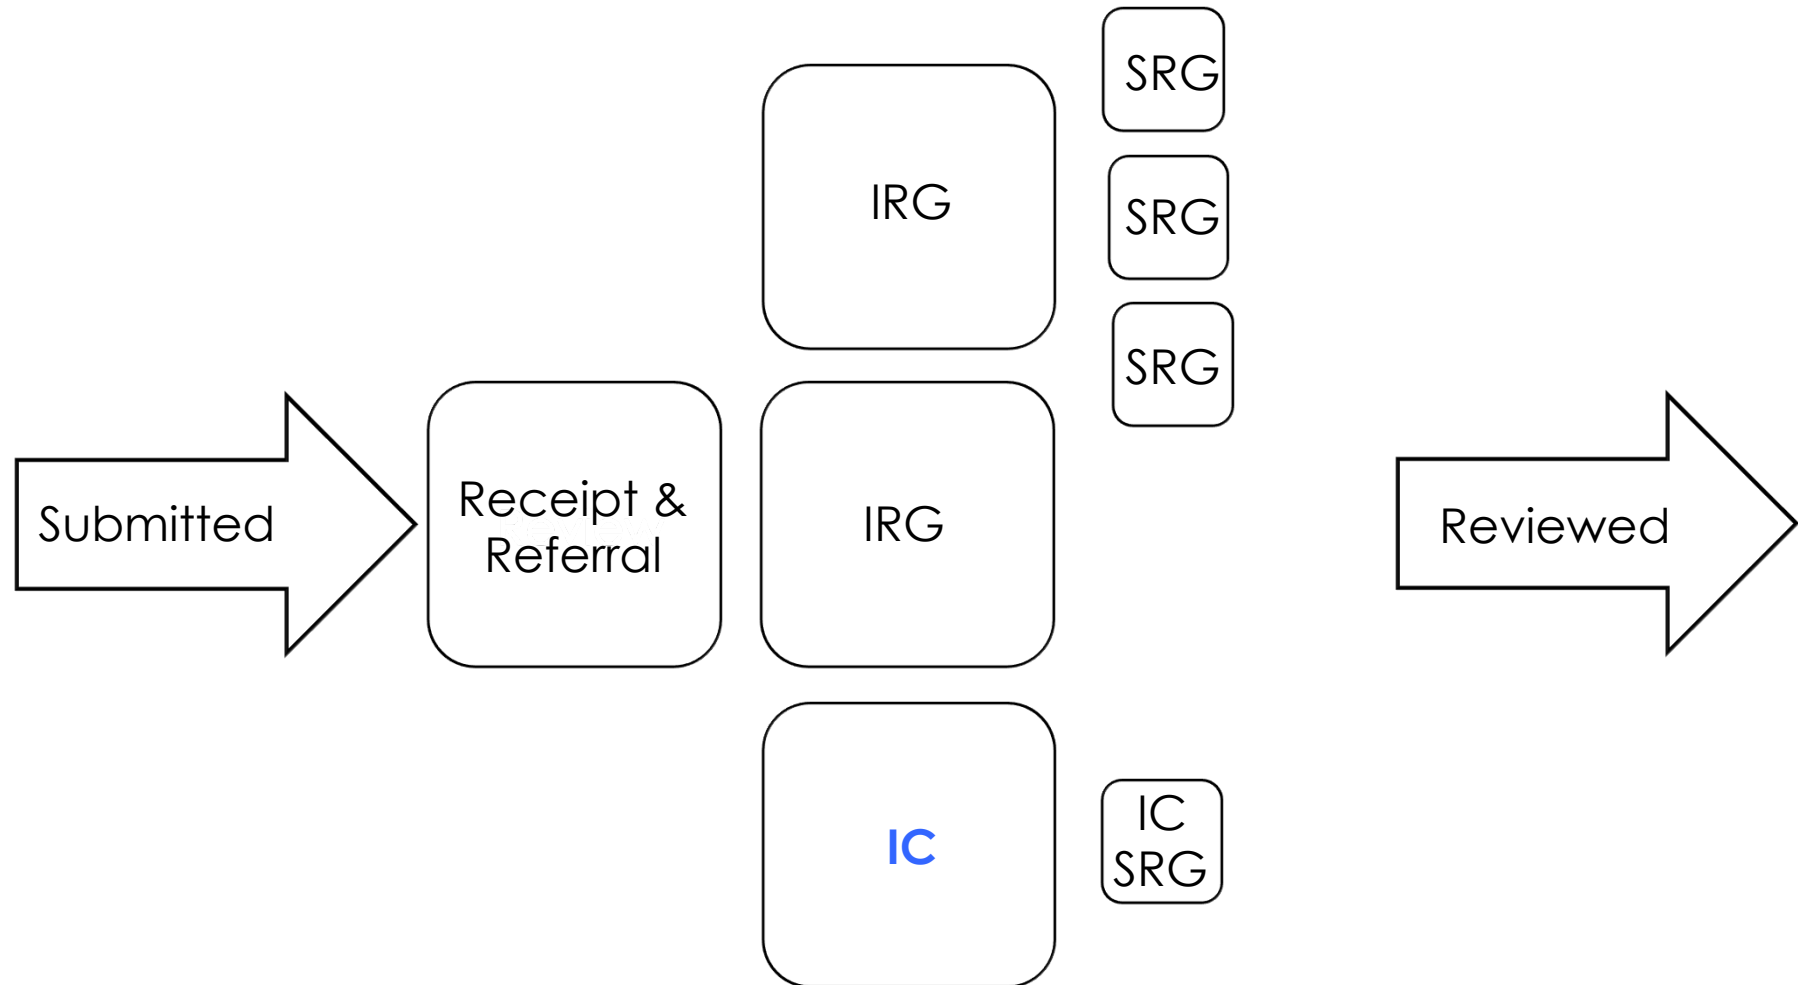 SRG
IRG
SRG
SRG
Submitted
Receipt &
Referral
IRG
Reviewed
IC
IC
SRG